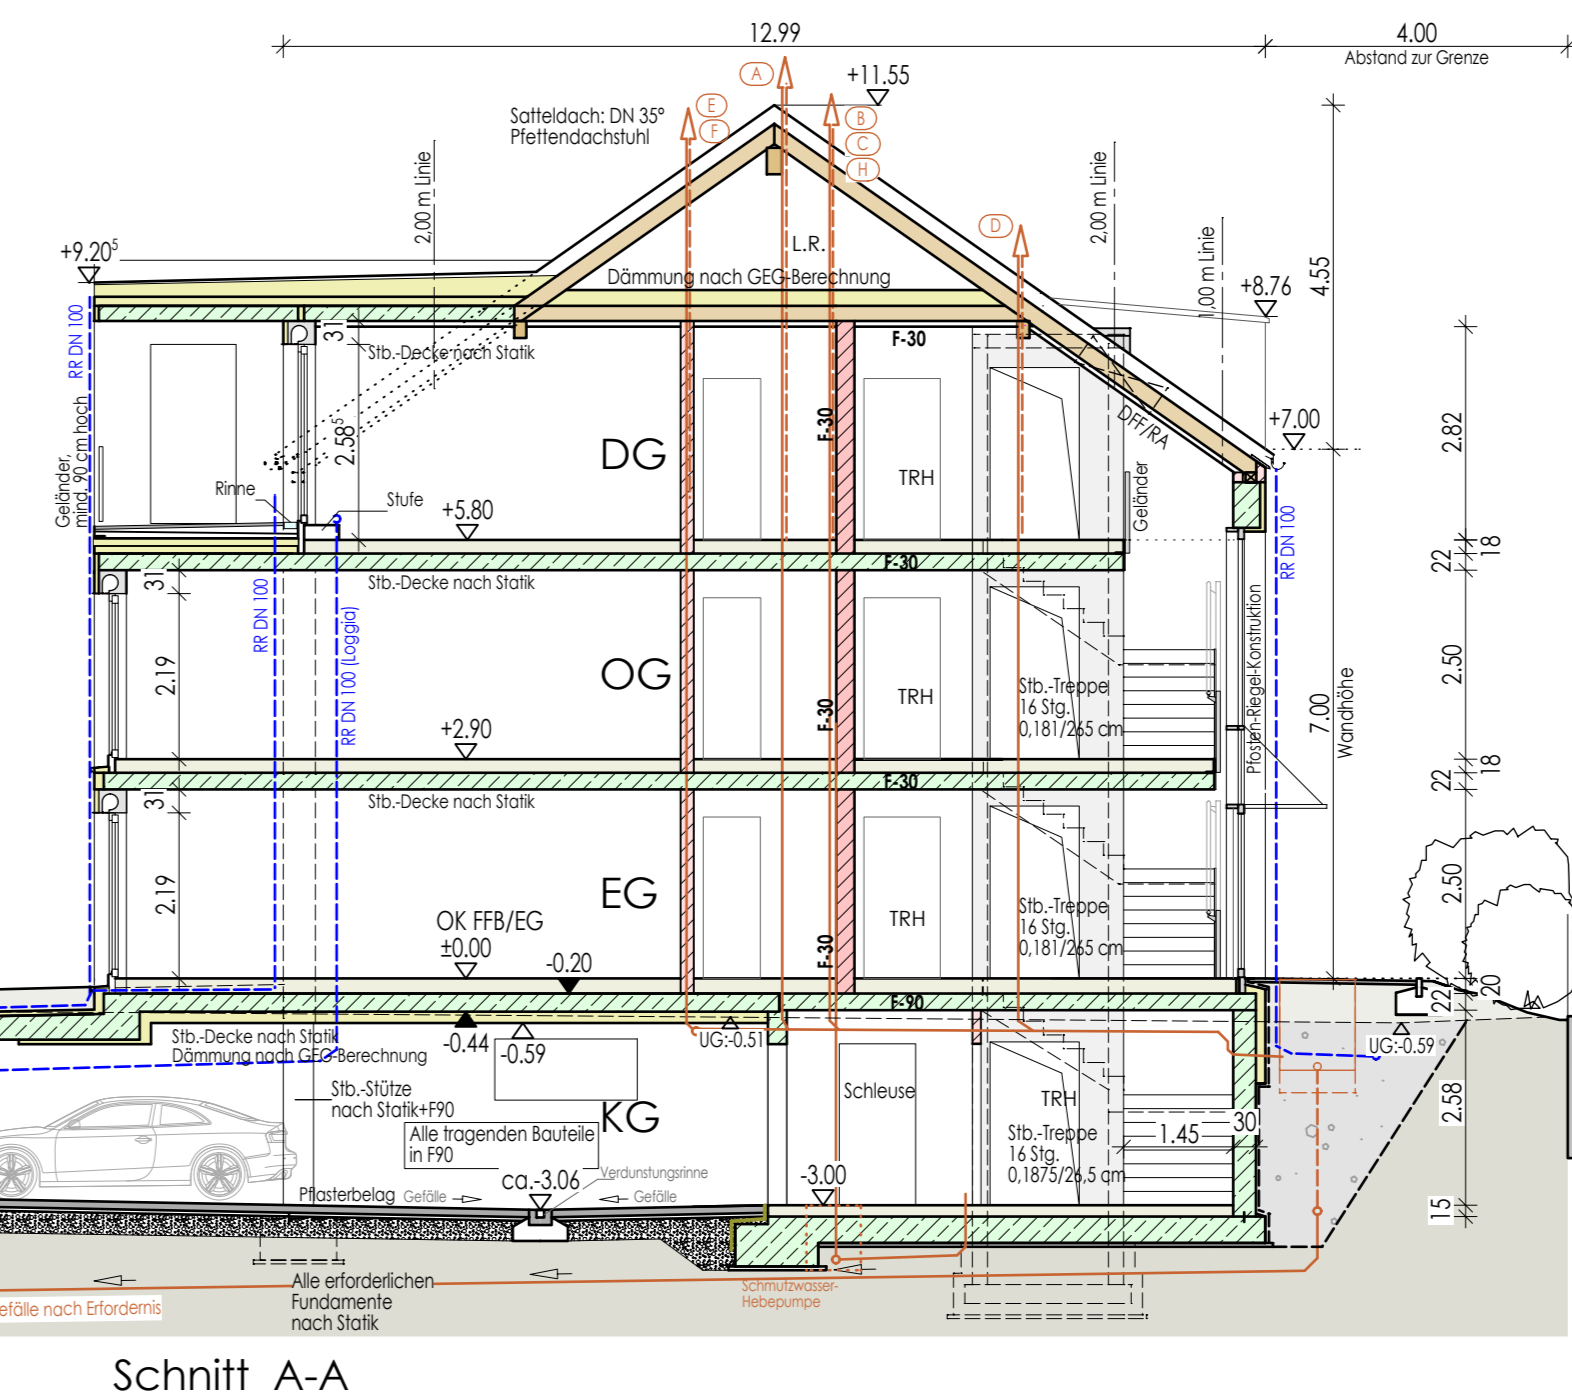 12.99
4.00
Abstand zur Grenze
A
+11.55
E
F
B
C
H
Satteldach: DN 35°
Pfettendachstuhl
2,00 m Linie
2,00 m Linie
D
1,00 m Linie
L.R.
+9.20⁵
Dämmung nach GEG-Berechnung
+8.76
4.55
RR DN 100
31
Stb.-Decke nach Statik
F-30
Geländer,
mind. 90 cm hoch
2.58⁵
DG
F-30
TRH
DFF/RA
+7.00
2.82
Rinne
Stufe
+5.80
Geländer
RR DN 100
18
22
31
Stb.-Decke nach Statik
F-30
RR DN 100
RR DN 100 (Loggia)
2.19
OG
F-30
TRH
Stb.-Treppe
16 Stg.
0,181/265 cm
Pfosten-Riegel-Konstruktion
7.00
Wandhöhe
2.50
+2.90
18
22
31
Stb.-Decke nach Statik
F-30
2.19
EG
F-30
TRH
Stb.-Treppe
16 Stg.
0,181/265 cm
2.50
OK FFB/EG
±0.00
-0.20
F-90
20
22
Stb.-Decke nach Statik
Dämmung nach GEG-Berechnung
-0.44
-0.59
UG:-0.51
UG:-0.59
Stb.-Stütze
nach Statik+F90
KG
Alle tragenden Bauteile
in F90
Schleuse
TRH
Stb.-Treppe
16 Stg.
0,1875/26,5 cm
1.45
30
2.58
ca.-3.06
Verdunstungsrinne
-3.00
Pflasterbelag
Gefälle
Gefälle
15
Alle erforderlichen
Fundamente
nach Statik
Schmutzwasser-
Hebepumpe
efälle nach Erfordernis
Schnitt A-A